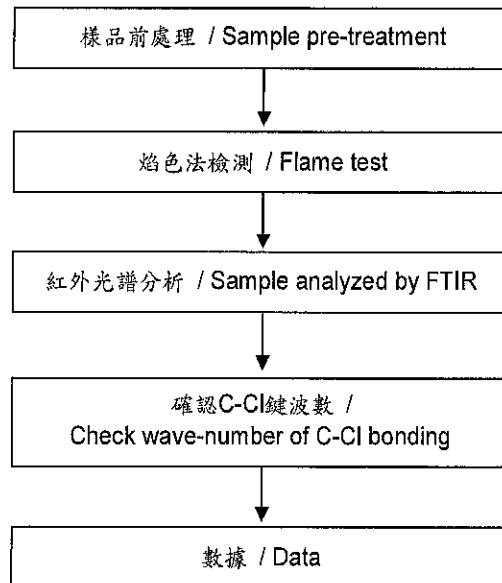 樣品前處理 / Sample pre-treatment
焰色法檢測 / Flame test
紅外光譜分析 / Sample analyzed by FTIR
確認C-Cl鍵波數 /
Check wave-number of C-Cl bonding
數據 / Data